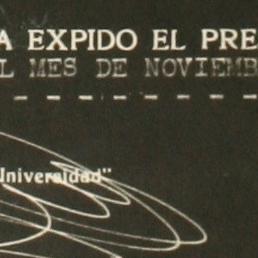 A EXPIDO EL PRE
L MES DE NOVIEMB
Universidad"